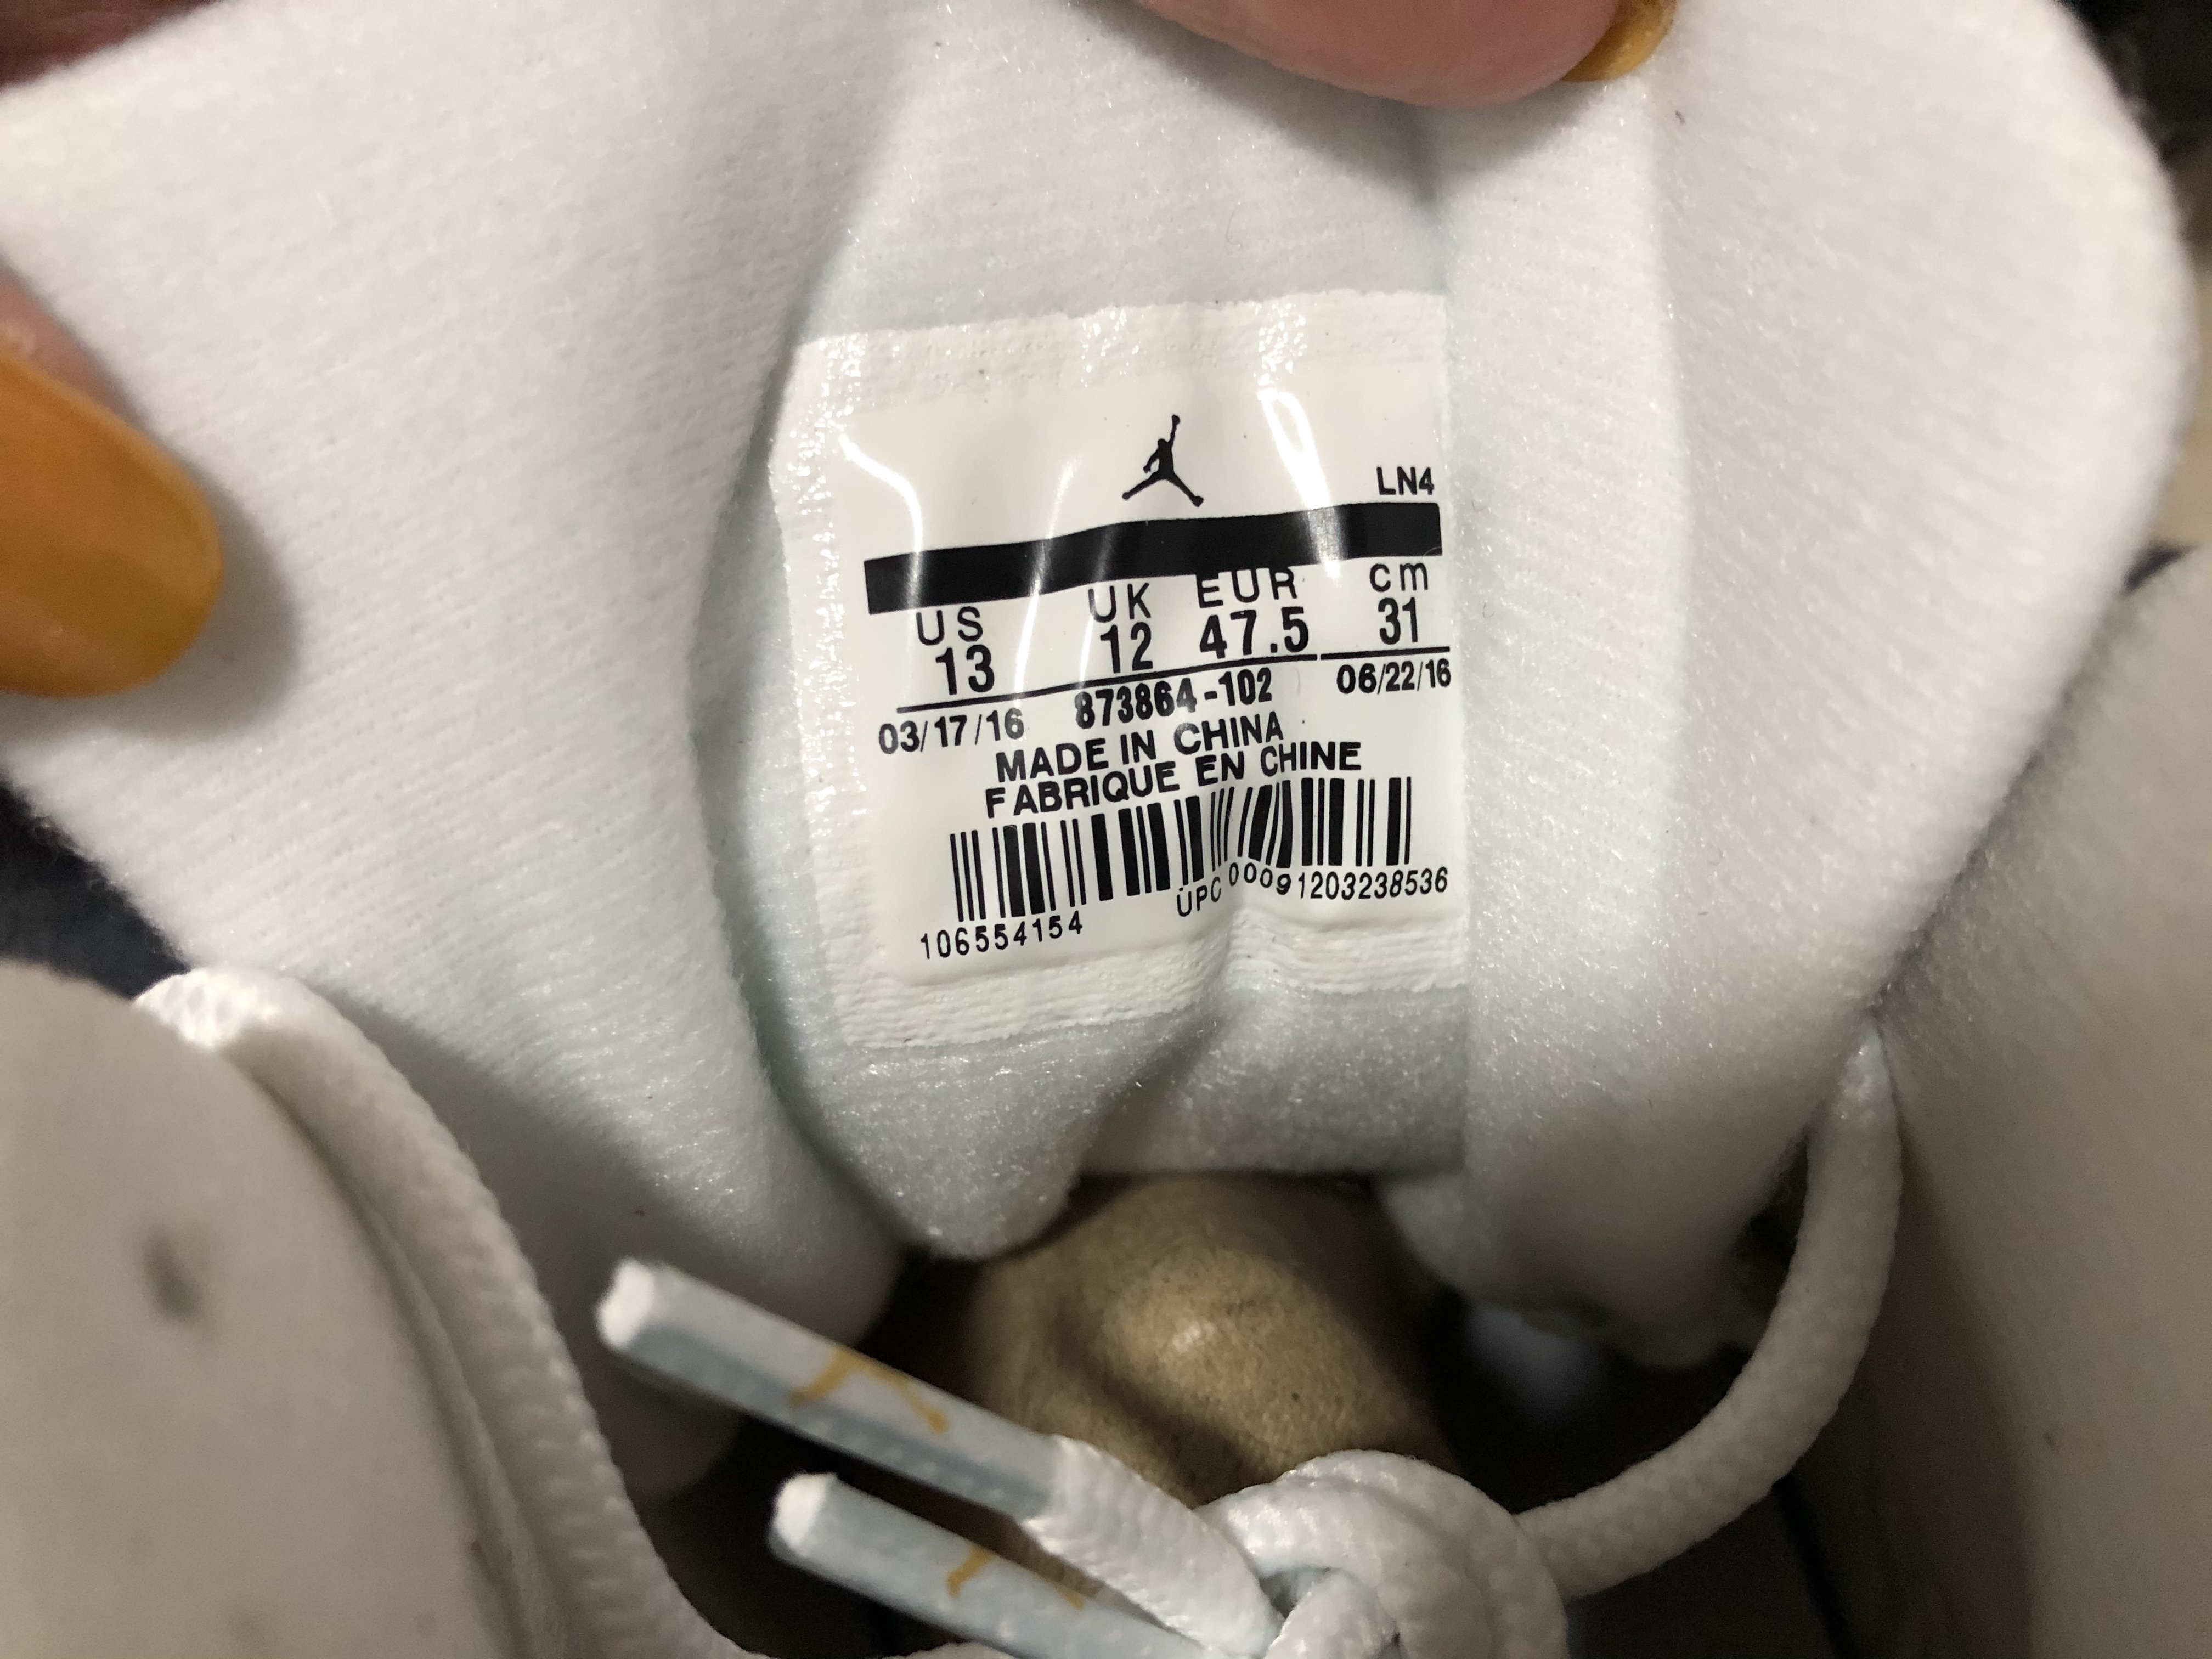 LN4
US UK EUR cm
13 12 47.5 31
03/17/16 873864-102 06/22/16
MADE IN CHINA
FABRIQUE EN CHINE
106554154 UPC 00091203238536